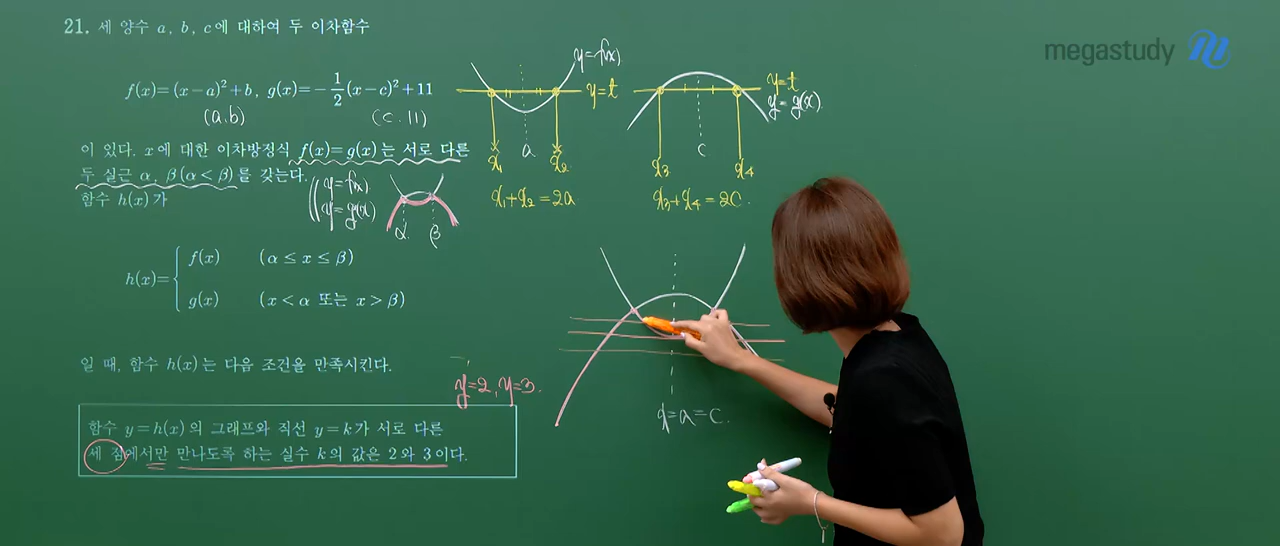 21. 세 양수 a, b, c에 대하여 두 이차함수
f(x)=(x−a)²+b, g(x)=−1/2(x−c)²+11
(a.b)
(c.11)
이 있다. x에 대한 이차방정식 f(x)=g(x)는 서로 다른
두 실근 α, β(α<β)를 갖는다.
함수 h(x)가
y=f(x)
y=g(x)
α β
h(x)= f(x) (α≤x≤β)
g(x) (x<α 또는 x>β)
일 때, 함수 h(x)는 다음 조건을 만족시킨다.
y=2, y=3.
함수 y=h(x)의 그래프와 직선 y=k가 서로 다른
세 점에서만 만나도록 하는 실수 k의 값은 2와 3이다.
y=f(x)
y=t
a
x₁ x₂
x₁+x₂=2a.
y=t
y=g(x).
c
x₃ x₄
x₃+x₄=2c.
x=a=c.
megastudy